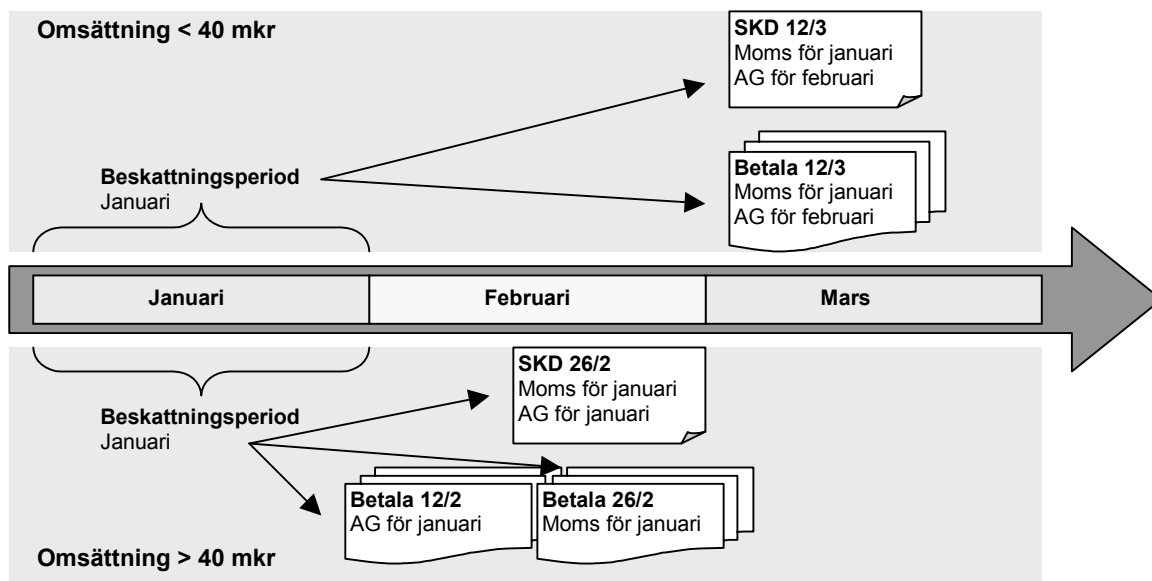 Omsättning < 40 mkr
SKD 12/3
Moms för januari
AG för februari
Betala 12/3
Moms för januari
AG för februari
Beskattningsperiod
Januari
Januari
Februari
Mars
Beskattningsperiod
Januari
SKD 26/2
Moms för januari
AG för januari
Betala 12/2
AG för januari
Betala 26/2
Moms för januari
Omsättning > 40 mkr